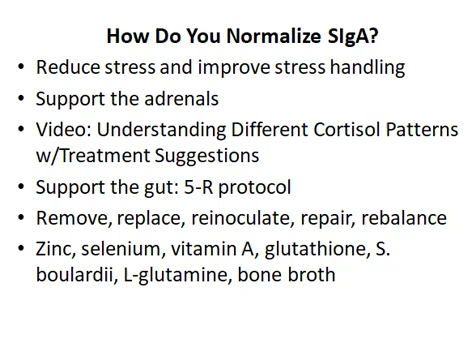 How Do You Normalize SIgA?
• Reduce stress and improve stress handling
• Support the adrenals
• Video: Understanding Different Cortisol Patterns
w/Treatment Suggestions
• Support the gut: 5-R protocol
• Remove, replace, reinoculate, repair, rebalance
• Zinc, selenium, vitamin A, glutathione, S.
boulardii, L-glutamine, bone broth